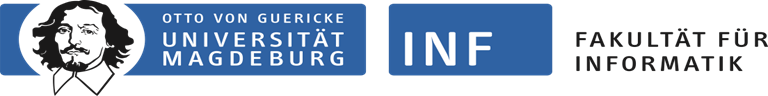 OTTO VON GUERICKE
UNIVERSITÄT
MAGDEBURG
INF
FAKULTÄT FÜR
INFORMATIK